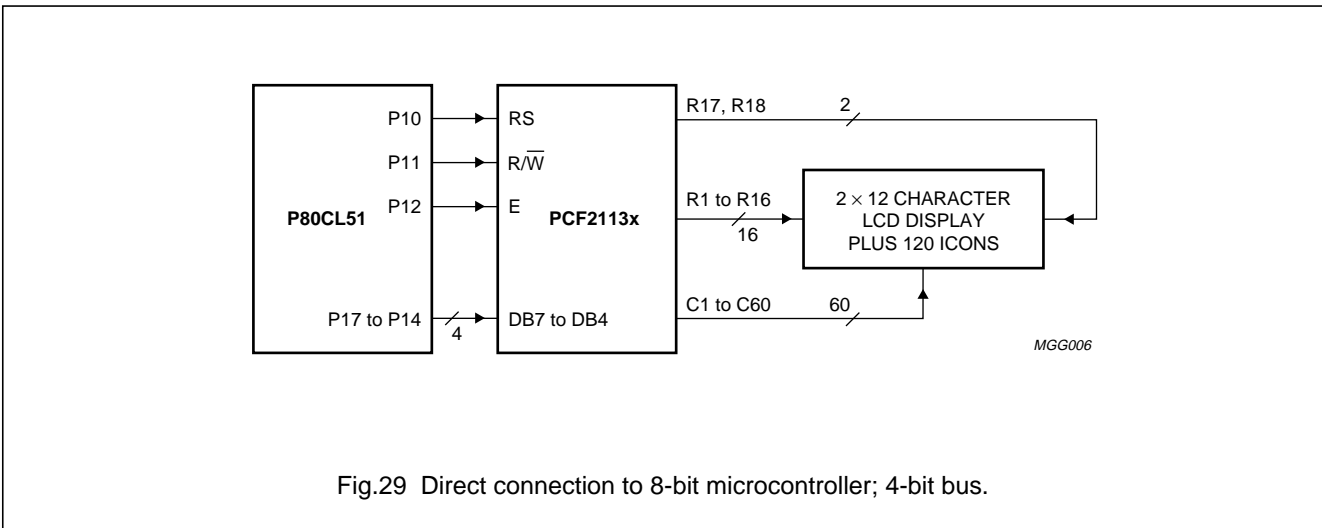 P80CL51
P10
P11
P12
P17 to P14
4
RS
R/W̅
E
PCF2113x
DB7 to DB4
R17, R18
2
R1 to R16
16
C1 to C60
60
2 × 12 CHARACTER
LCD DISPLAY
PLUS 120 ICONS
MGG006
Fig.29 Direct connection to 8-bit microcontroller; 4-bit bus.